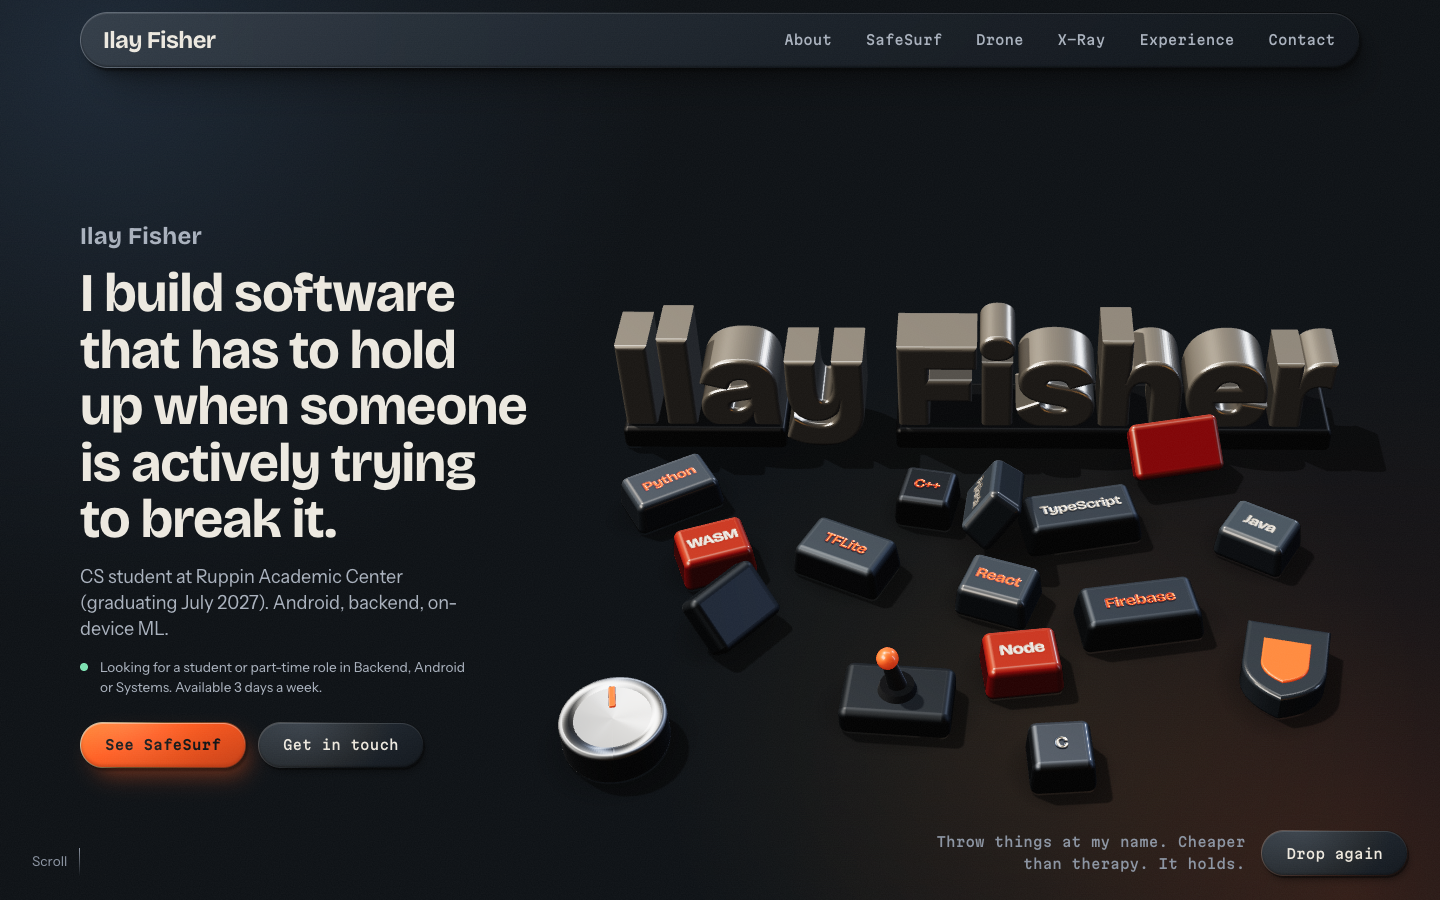 Ilay Fisher
About
SafeSurf
Drone
X-Ray
Experience
Contact
Ilay Fisher
I build software
that has to hold
up when someone
is actively trying
to break it.
CS student at Ruppin Academic Center
(graduating July 2027). Android, backend, on-
device ML.
Looking for a student or part-time role in Backend, Android
or Systems. Available 3 days a week.
See SafeSurf
Get in touch
Scroll
Ilay Fisher
Python
C++
TypeScript
Java
WASM
TFLite
React
Firebase
Node
C
Throw things at my name. Cheaper
than therapy. It holds.
Drop again